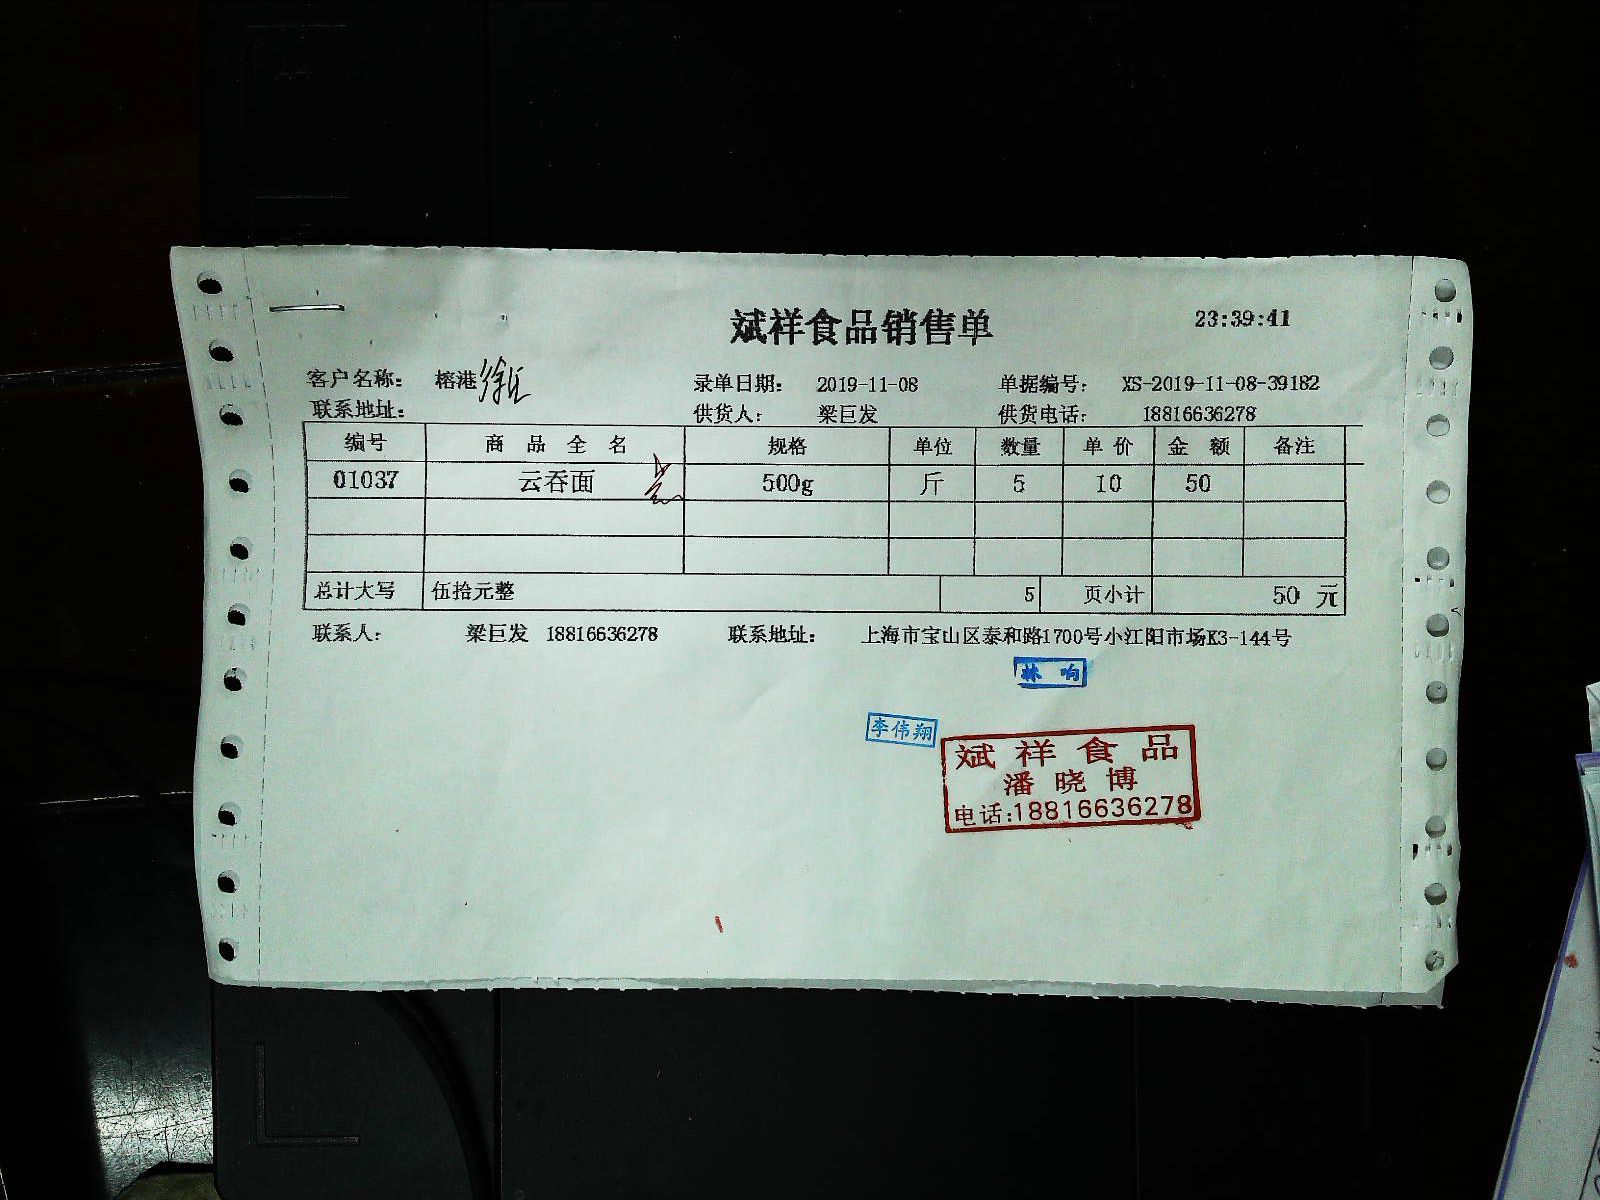 斌祥食品销售单 23:39:41
客户名称： 榕港徐汇 录单日期： 2019-11-08 单据编号： XS-2019-11-08-39182
联系地址： 供货人： 梁巨发 供货电话： 18816636278
编号 商品全名 规格 单位 数量 单价 金额 备注
01037 云吞面 500g 斤 5 10 50
总计大写 伍拾元整 5 页小计 50 元
联系人： 梁巨发 18816636278 联系地址： 上海市宝山区泰和路1700号小江阳市场K3-144号
林响
李伟翔
斌祥食品
潘晓博
电话:18816636278